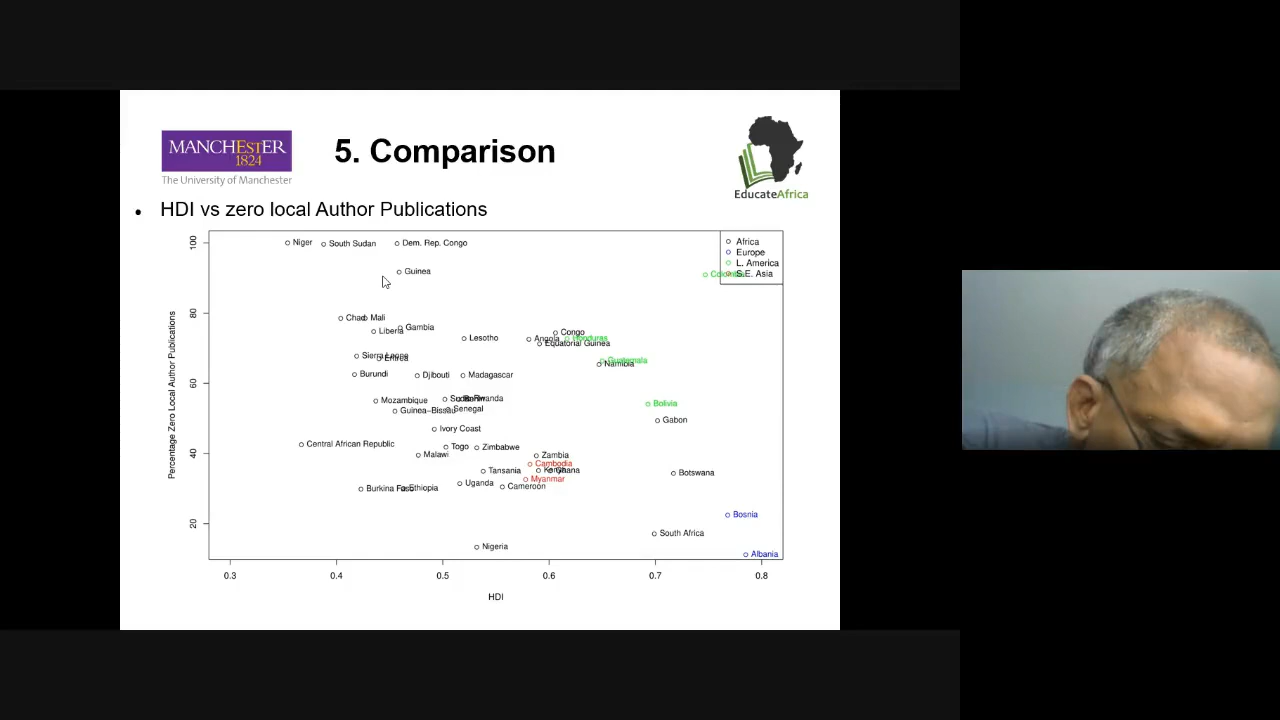 MANCHESTER
1824
The University of Manchester
5. Comparison
EducateAfrica
• HDI vs zero local Author Publications
Percentage Zero Local Author Publications
100
80
60
40
20
Africa
Europe
L. America
S.E. Asia
Niger
South Sudan
Dem. Rep. Congo
Guinea
Chad
Mali
Gambia
Liberia
Lesotho
Congo
Angola
Honduras
Equatorial Guinea
Sierra Leone
Eritrea
Guatemala
Namibia
Burundi
Djibouti
Madagascar
Mozambique
Rwanda
Guinea-Bissau
Senegal
Bolivia
Gabon
Ivory Coast
Central African Republic
Togo
Zimbabwe
Malawi
Zambia
Cambodia
Tansania
Kenya
Ghana
Botswana
Myanmar
Uganda
Cameroon
Burkina Faso
Ethiopia
Bosnia
South Africa
Nigeria
Albania
0.3 0.4 0.5 0.6 0.7 0.8
HDI